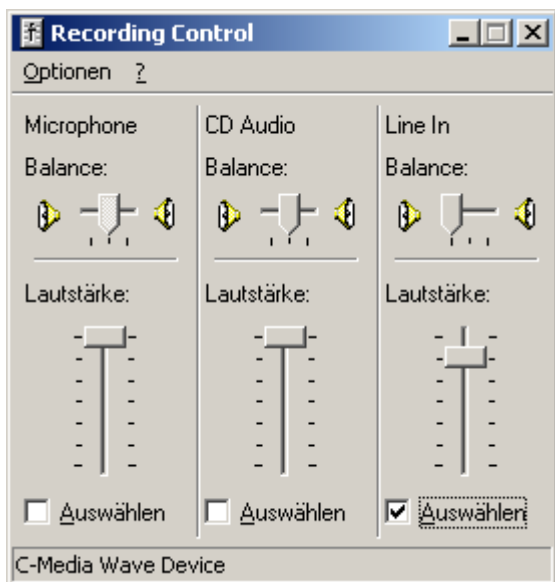 Recording Control
Optionen ?
Microphone
Balance:
Lautstärke:
Auswählen
CD Audio
Balance:
Lautstärke:
Auswählen
Line In
Balance:
Lautstärke:
Auswählen
C-Media Wave Device